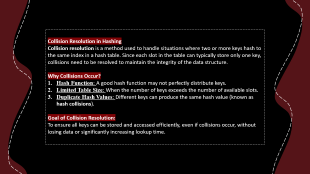 Collision Resolution in Hashing
Collision resolution is a method used to handle situations where two or more keys hash to
the same index in a hash table. Since each slot in the table can typically store only one key,
collisions need to be resolved to maintain the integrity of the data structure.
Why Collisions Occur?
1. Hash Function: A good hash function may not perfectly distribute keys.
2. Limited Table Size: When the number of keys exceeds the number of available slots.
3. Duplicate Hash Values: Different keys can produce the same hash value (known as
hash collisions).
Goal of Collision Resolution:
To ensure all keys can be stored and accessed efficiently, even if collisions occur, without
losing data or significantly increasing lookup time.